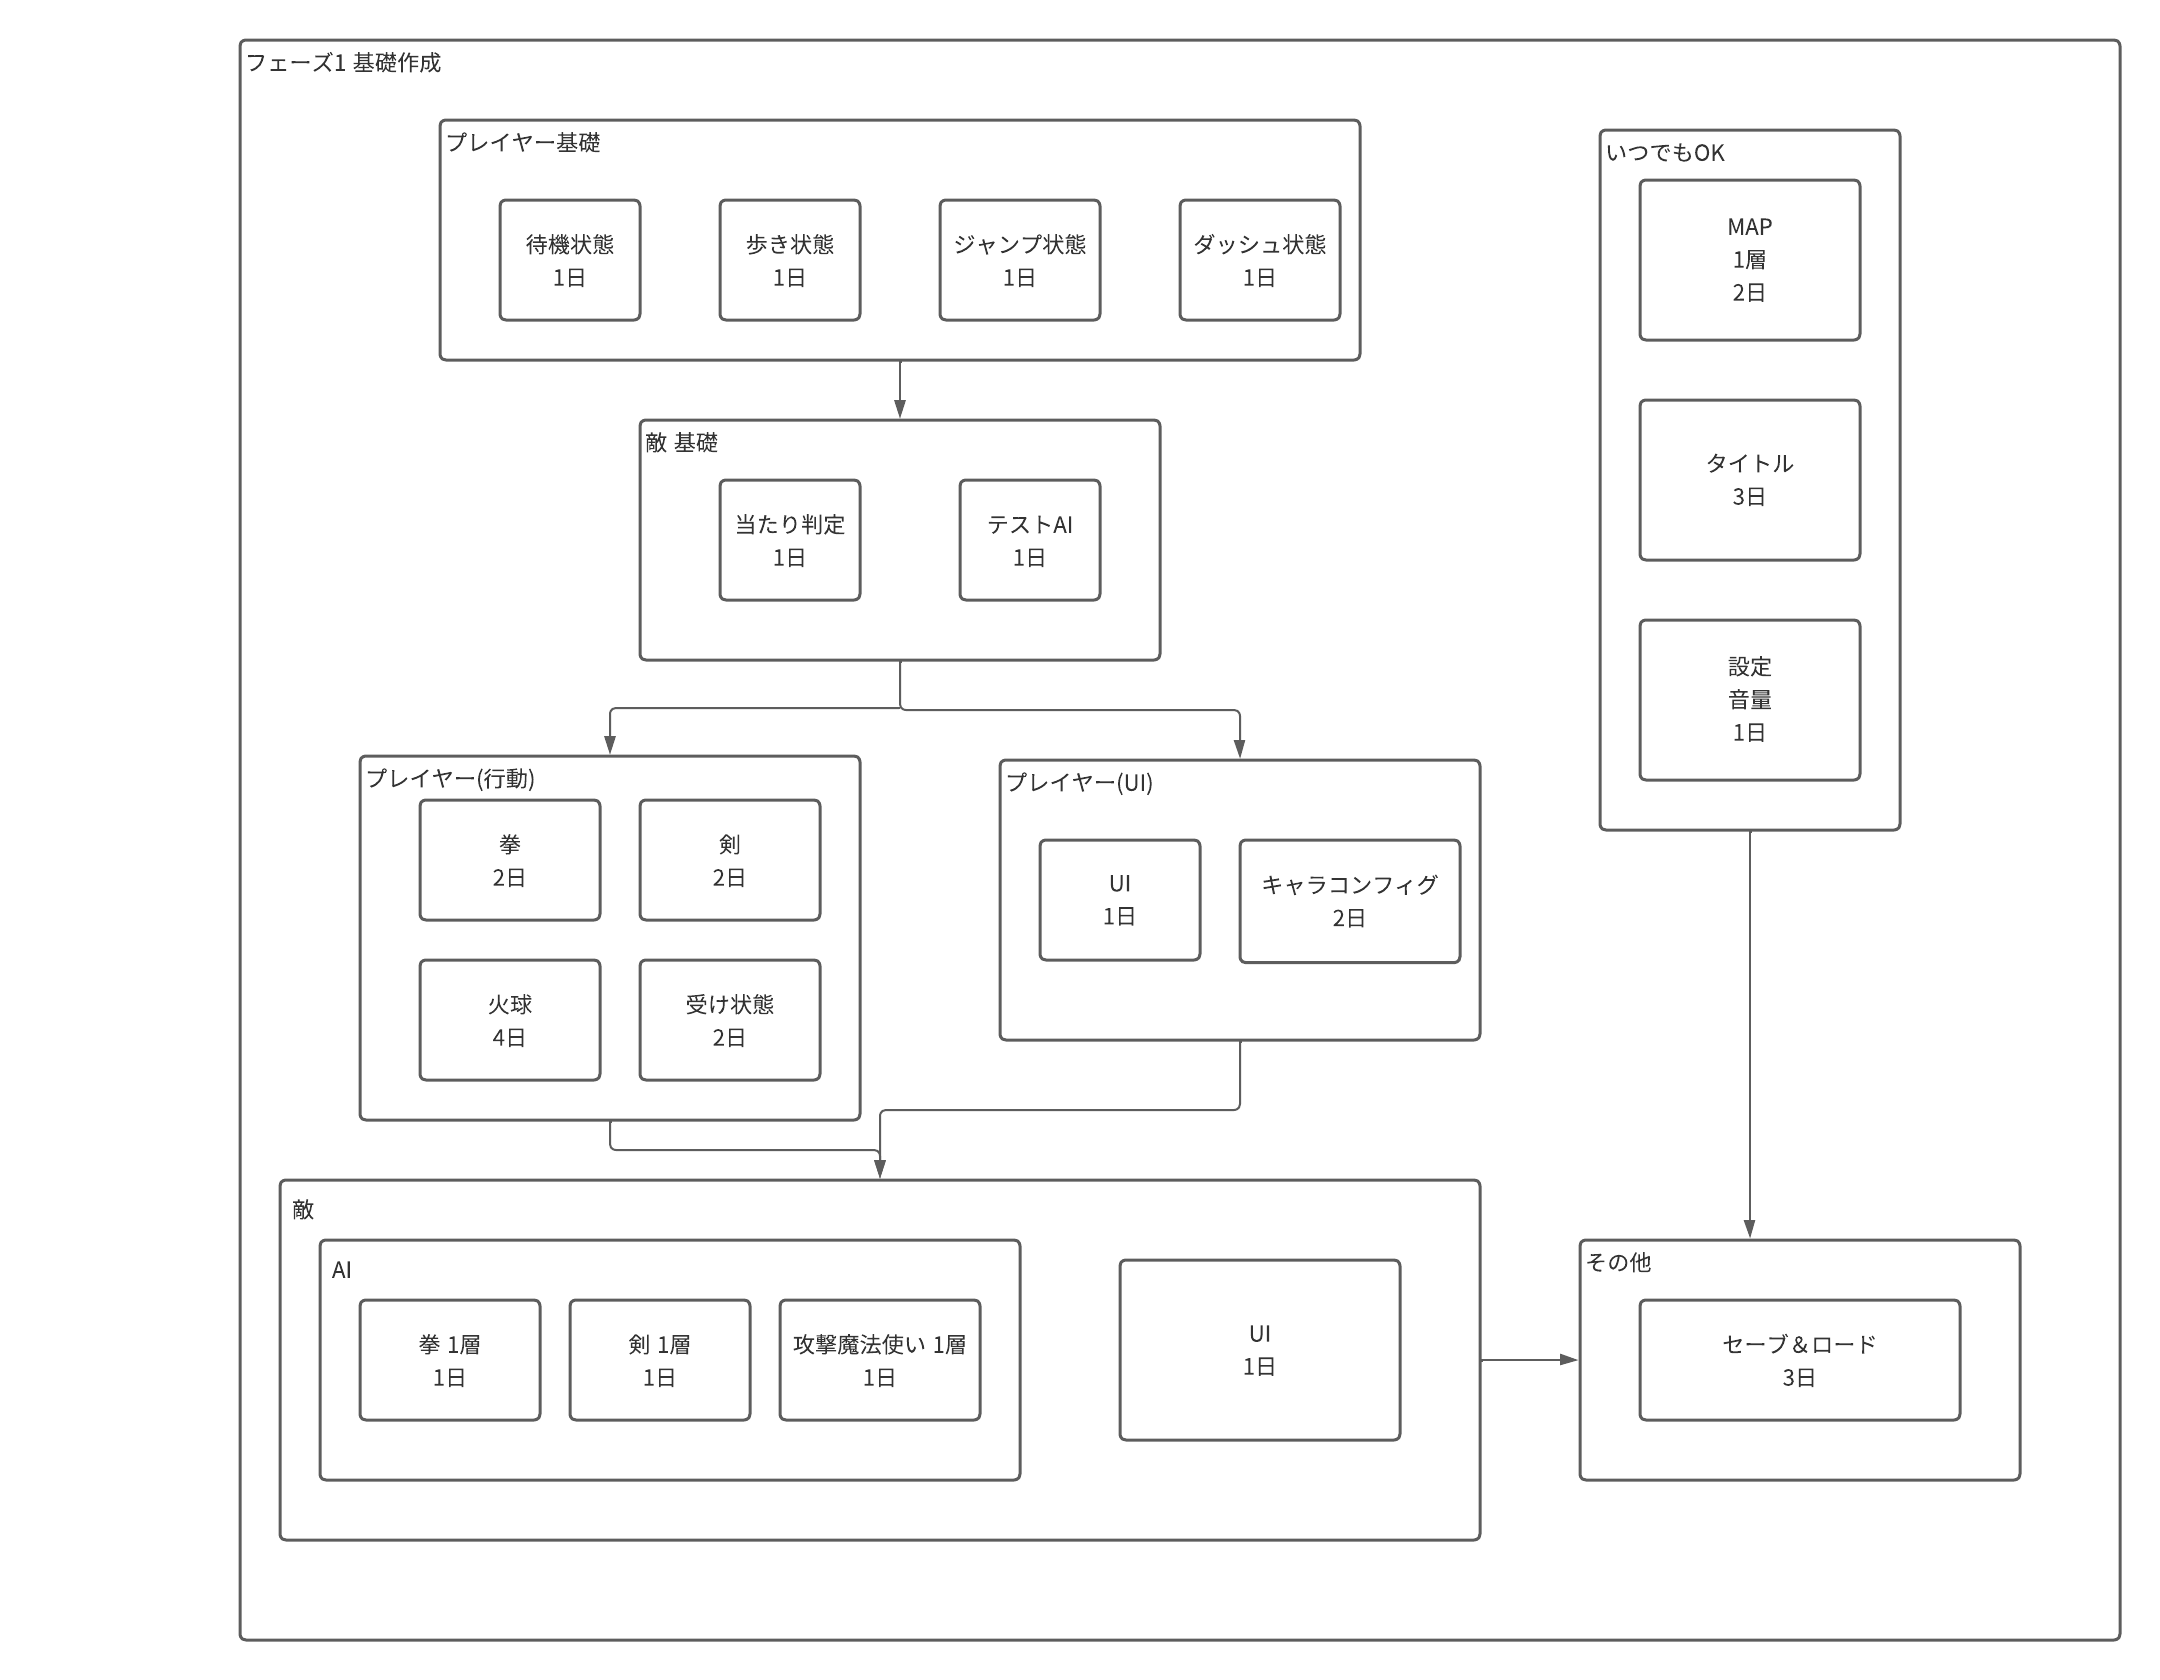 フェーズ1 基礎作成
プレイヤー基礎
待機状態
1日
歩き状態
1日
ジャンプ状態
1日
ダッシュ状態
1日
いつでもOK
MAP
1層
2日
タイトル
3日
設定
音量
1日
敵 基礎
当たり判定
1日
テストAI
1日
プレイヤー(行動)
拳
2日
剣
2日
火球
4日
受け状態
2日
プレイヤー(UI)
UI
1日
キャラコンフィグ
2日
敵
AI
拳 1層
1日
剣 1層
1日
攻撃魔法使い 1層
1日
UI
1日
その他
セーブ＆ロード
3日